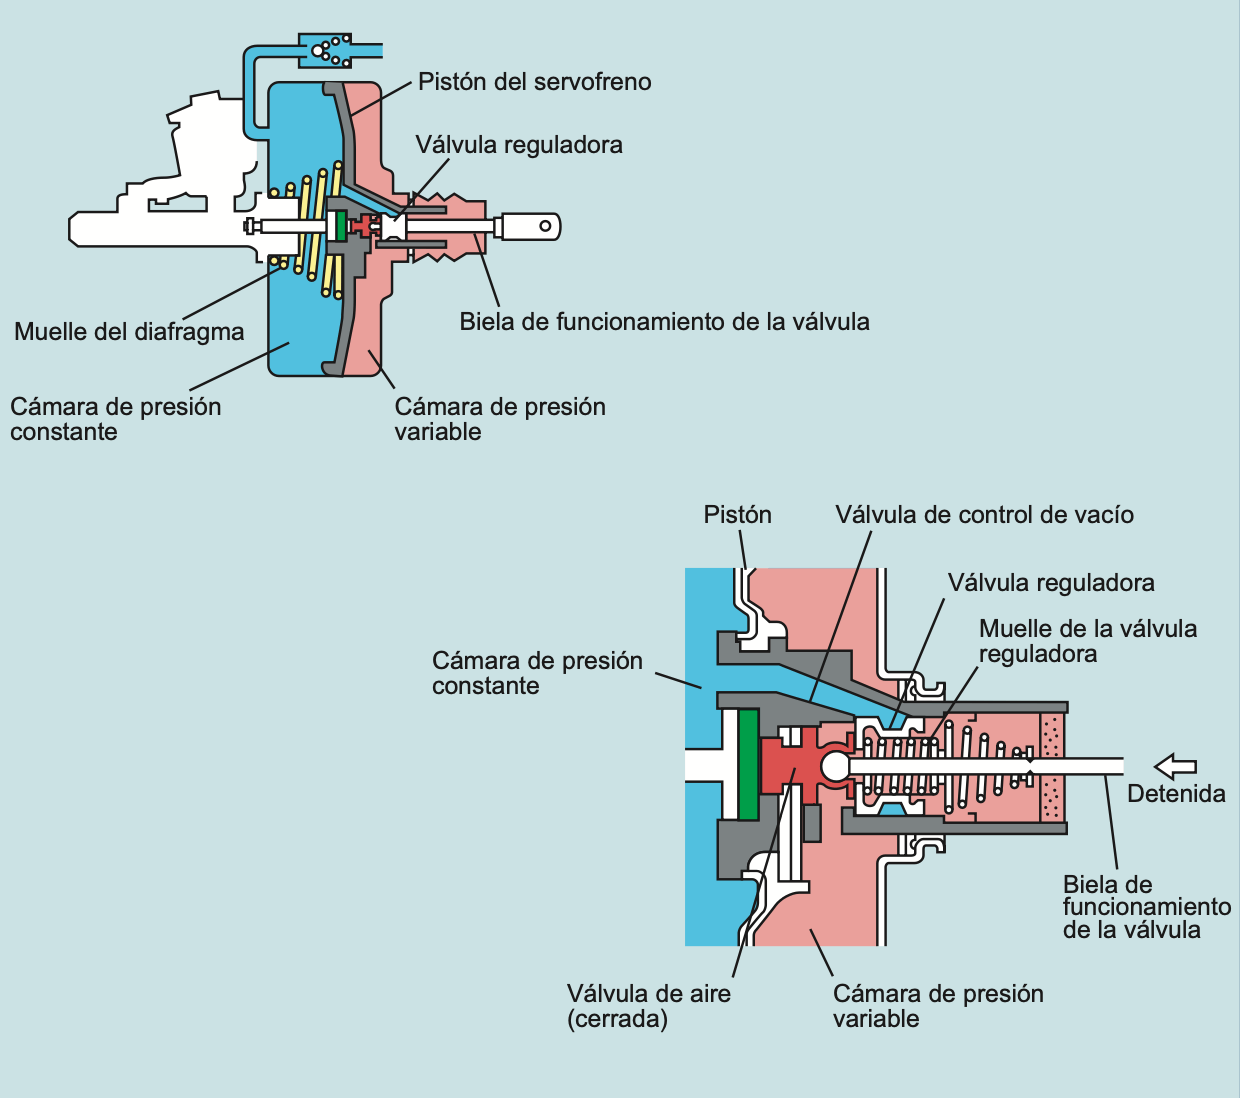 Pistón del servofreno
Válvula reguladora
Biela de funcionamiento de la válvula
Muelle del diafragma
Cámara de presión
constante
Cámara de presión
variable
Pistón
Válvula de control de vacío
Válvula reguladora
Muelle de la válvula
reguladora
Cámara de presión
constante
Detenida
Biela de
funcionamiento
de la válvula
Válvula de aire
(cerrada)
Cámara de presión
variable